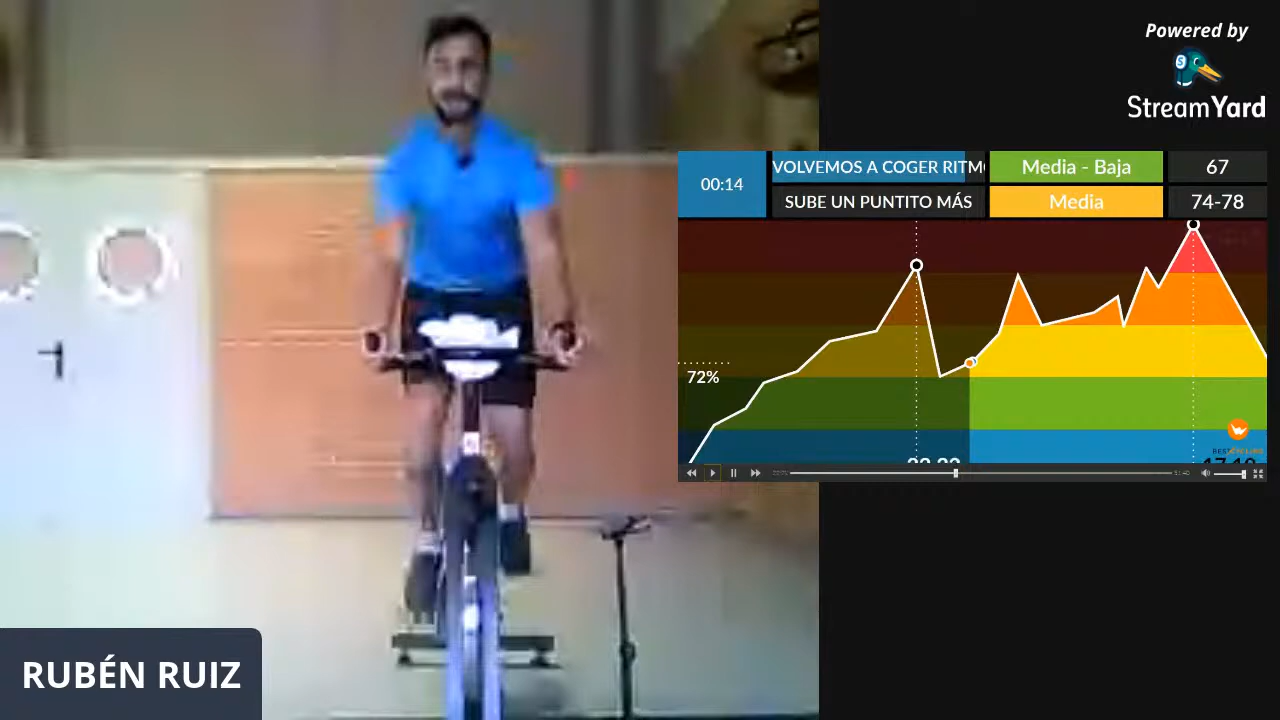 Powered by
StreamYard
00:14
VOLVEMOS A COGER RITM
Media - Baja
67
SUBE UN PUNTITO MÁS
Media
74-78
72%
RUBÉN RUIZ